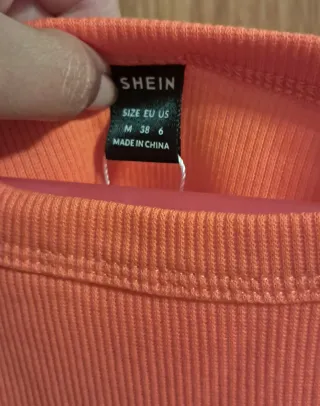 SHEIN
SIZE EU US
M 38 6
MADE IN CHINA